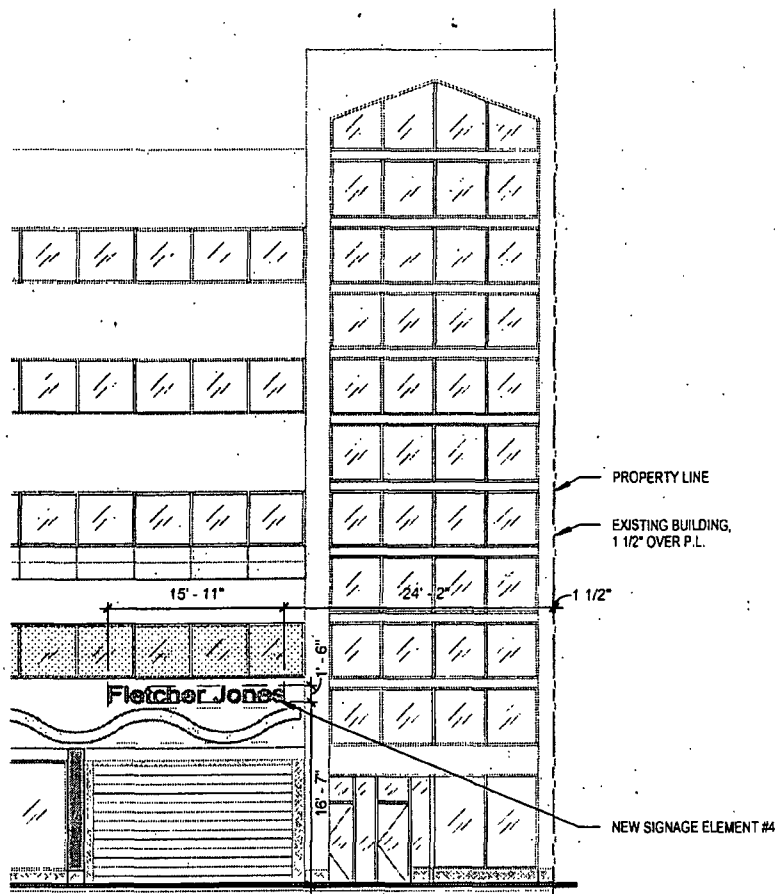 PROPERTY LINE
EXISTING BUILDING,
1 1/2" OVER P.L.
15' - 11"
24' - 2"
1 1/2"
1' - 6"
Fletcher Jones
16' - 7"
NEW SIGNAGE ELEMENT #4